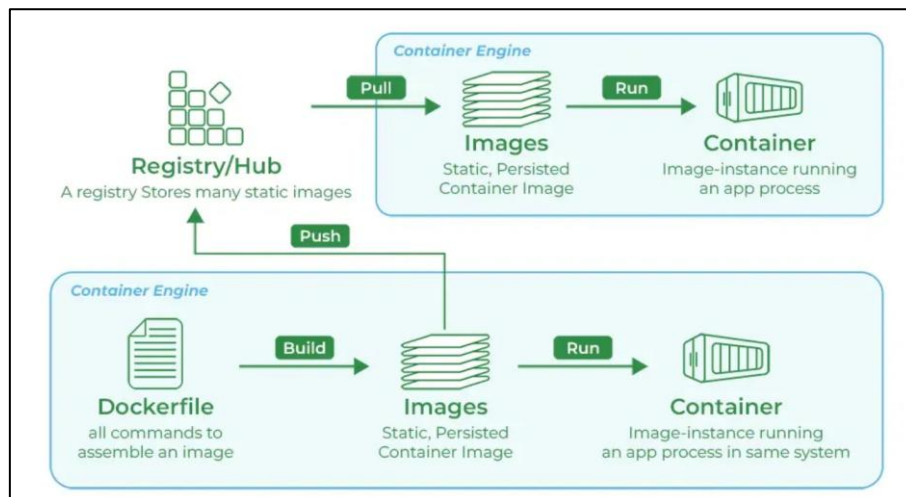 Container Engine
Pull
Run
Registry/Hub
A registry Stores many static images
Images
Static, Persisted
Container Image
Container
Image-instance running
an app process
Push
Container Engine
Build
Run
Dockerfile
all commands to
assemble an image
Images
Static, Persisted
Container Image
Container
Image-instance running
an app process in same system